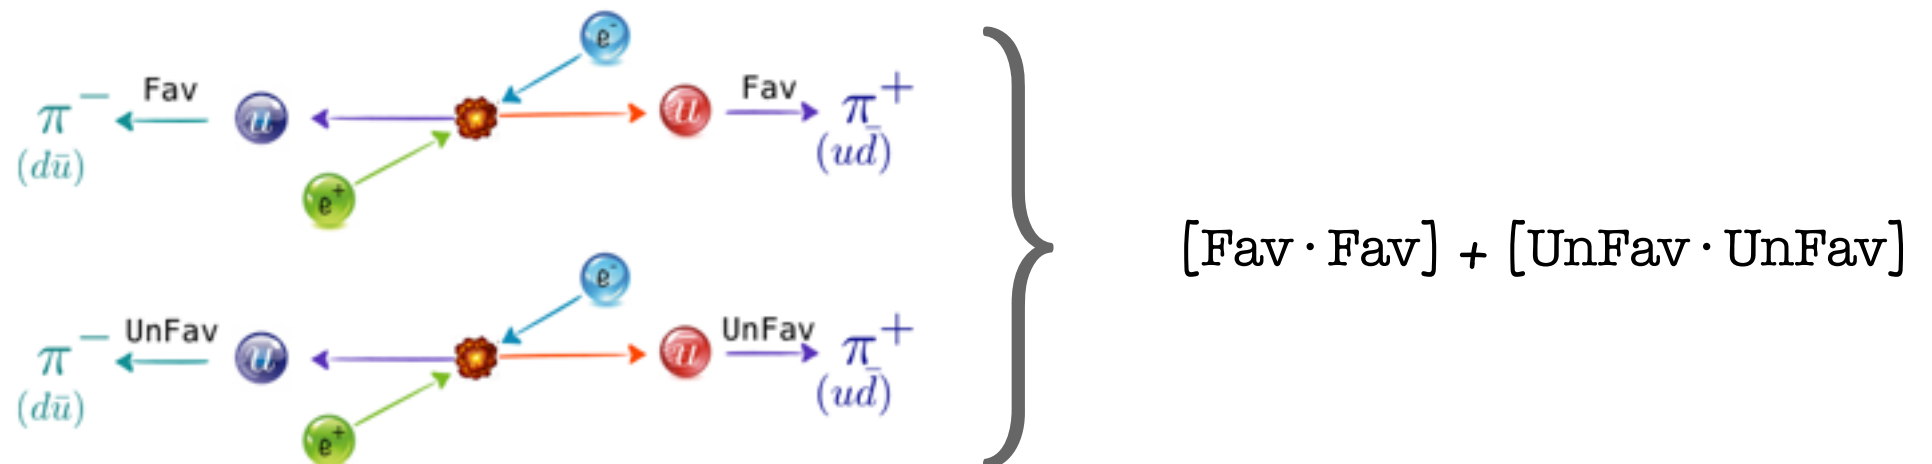 e⁻
π⁻ Fav u u Fav π⁺
(dū) (ud̄)
e⁺
[Fav · Fav] + [UnFav · UnFav]
e⁻
π⁻ UnFav u ū UnFav π⁺
(dū) (ud̄)
e⁺